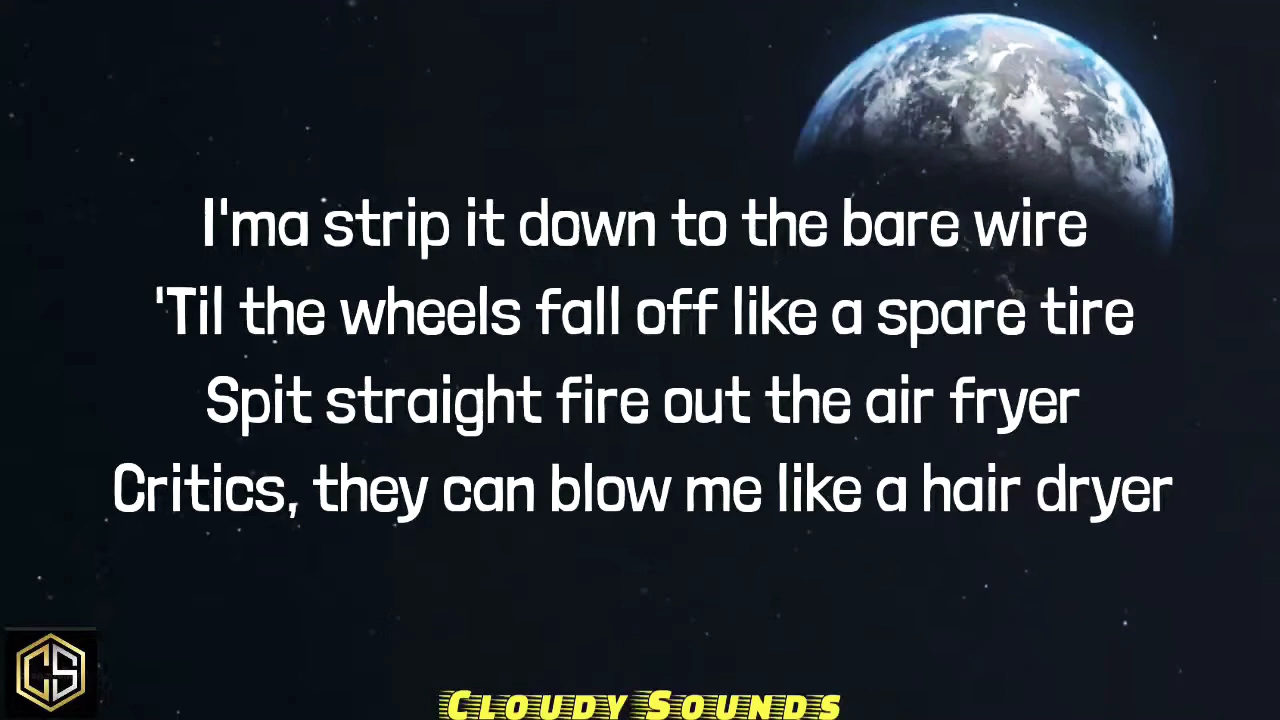 I'ma strip it down to the bare wire
'Til the wheels fall off like a spare tire
Spit straight fire out the air fryer
Critics, they can blow me like a hair dryer
CS
Cloudy Sounds